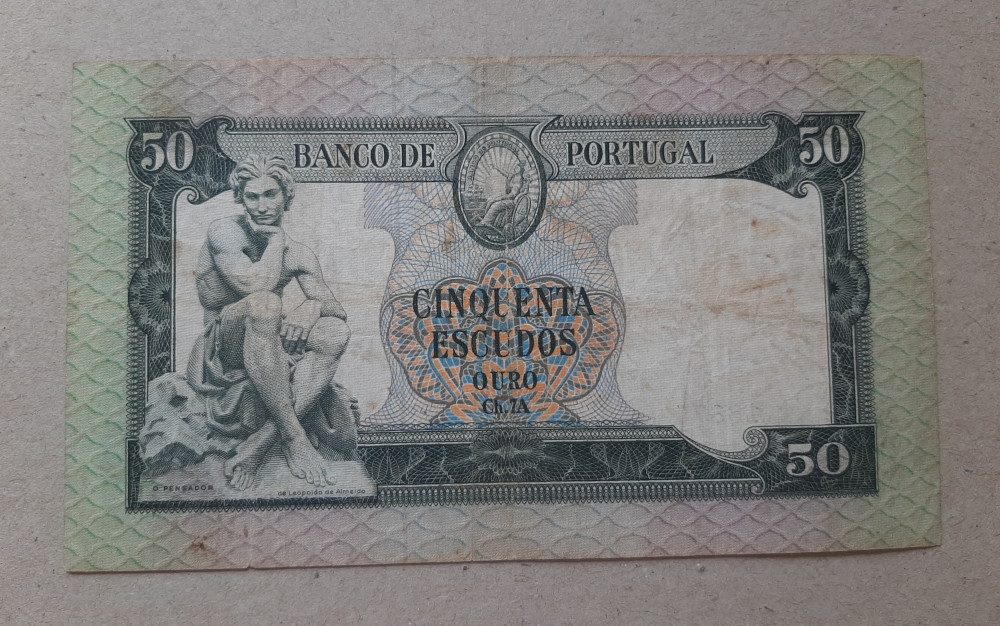 50
BANCO DE PORTUGAL
50
CINQUENTA
ESCUDOS
OURO
Ch. 7A
O PENSADOR
de Leopoldo de Almeida
50